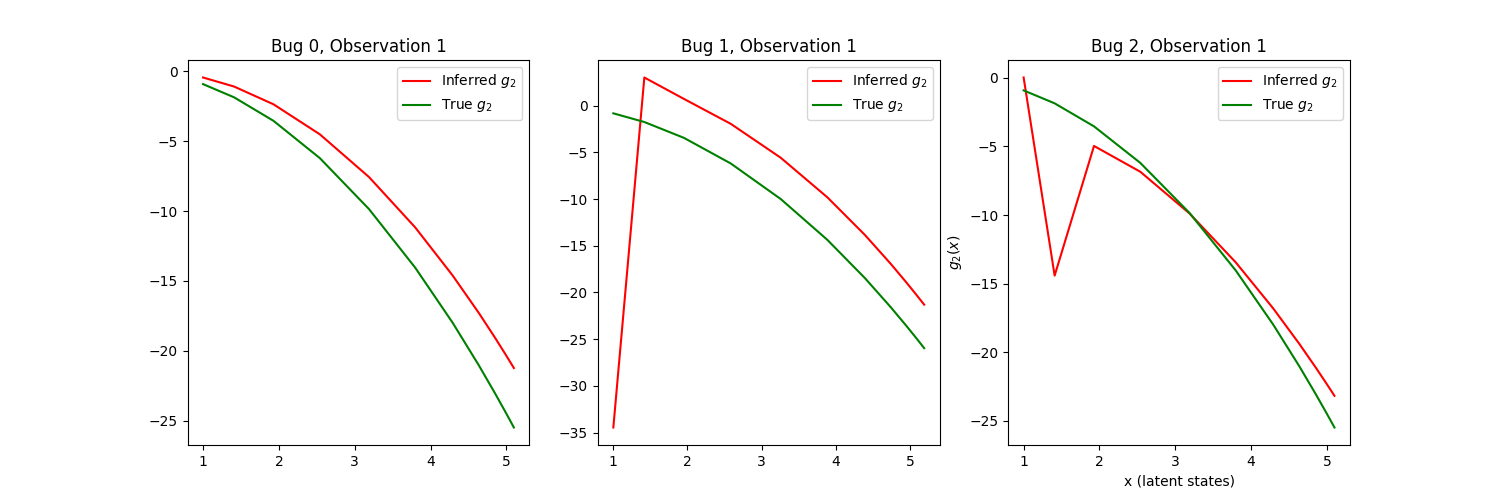 Bug 0, Observation 1
Inferred g₂
True g₂
0
−5
−10
−15
−20
−25
1 2 3 4 5
Bug 1, Observation 1
Inferred g₂
True g₂
0
−5
−10
−15
−20
−25
−30
−35
1 2 3 4 5
Bug 2, Observation 1
Inferred g₂
True g₂
g₂(x)
0
−5
−10
−15
−20
−25
1 2 3 4 5
x (latent states)